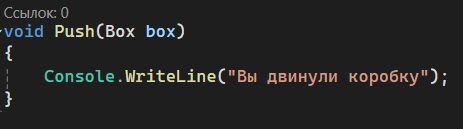 Ссылок: 0
void Push(Box box)
{
    Console.WriteLine("Вы двинули коробку");
}